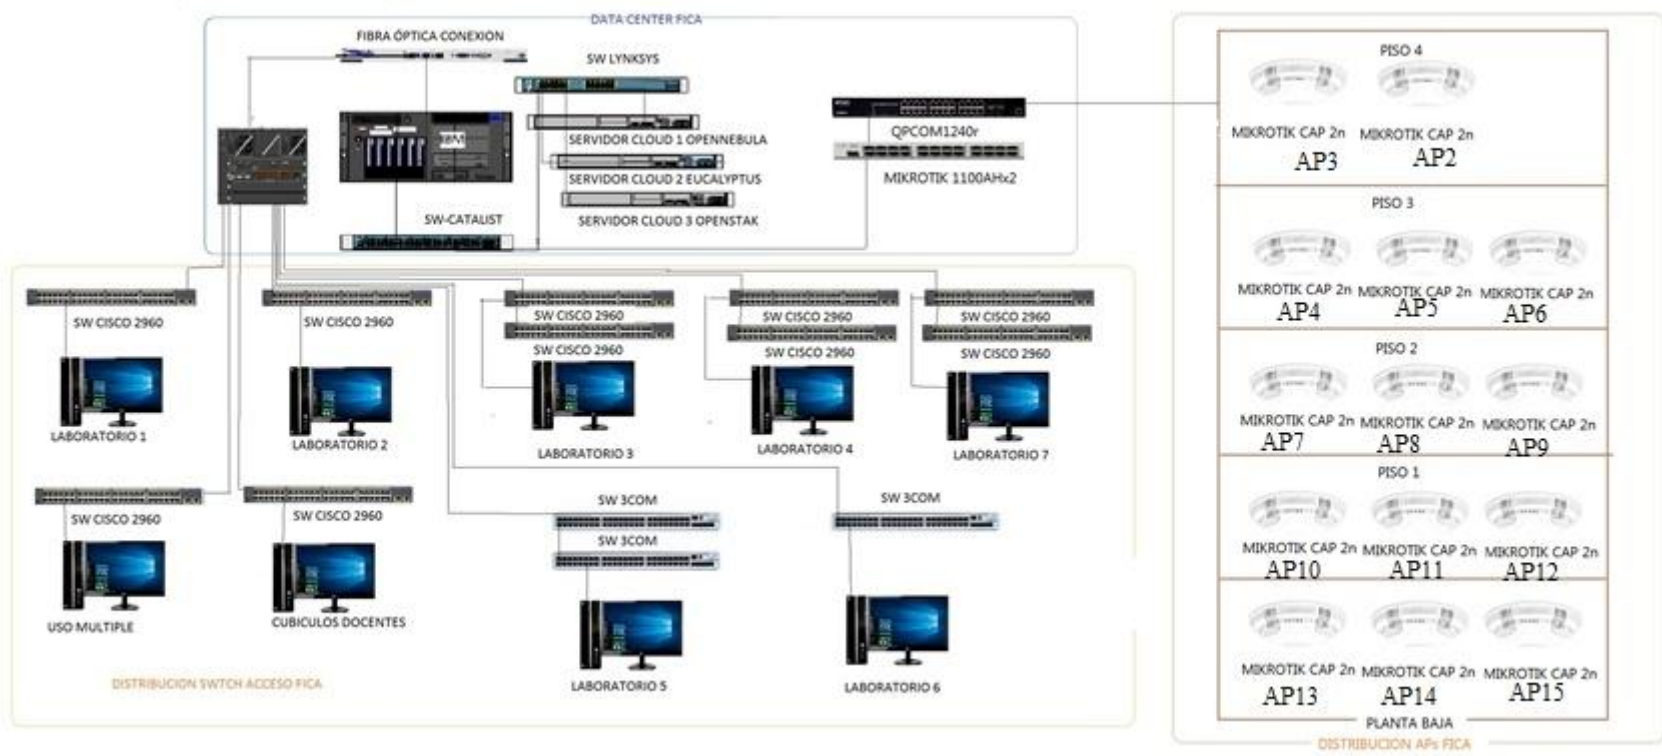 DATA CENTER FICA
FIBRA ÓPTICA CONEXION
SW LYNKSYS
IBM
SERVIDOR CLOUD 1 OPENNEBULA
SERVIDOR CLOUD 2 EUCALYPTUS
SERVIDOR CLOUD 3 OPENSTAK
SW-CATALIST
QPCOM1240r
MIKROTIK 1100AHx2
SW CISCO 2960
LABORATORIO 1
SW CISCO 2960
LABORATORIO 2
SW CISCO 2960
SW CISCO 2960
LABORATORIO 3
SW CISCO 2960
SW CISCO 2960
LABORATORIO 4
SW CISCO 2960
SW CISCO 2960
LABORATORIO 7
SW CISCO 2960
USO MULTIPLE
SW CISCO 2960
CUBICULOS DOCENTES
SW 3COM
SW 3COM
LABORATORIO 5
SW 3COM
LABORATORIO 6
DISTRIBUCION SWTCH ACCESO FICA
PISO 4
MIKROTIK CAP 2n MIKROTIK CAP 2n
AP3 AP2
PISO 3
MIKROTIK CAP 2n MIKROTIK CAP 2n MIKROTIK CAP 2n
AP4 AP5 AP6
PISO 2
MIKROTIK CAP 2n MIKROTIK CAP 2n MIKROTIK CAP 2n
AP7 AP8 AP9
PISO 1
MIKROTIK CAP 2n MIKROTIK CAP 2n MIKROTIK CAP 2n
AP10 AP11 AP12
MIKROTIK CAP 2n MIKROTIK CAP 2n MIKROTIK CAP 2n
AP13 AP14 AP15
PLANTA BAJA
DISTRIBUCION APs FICA